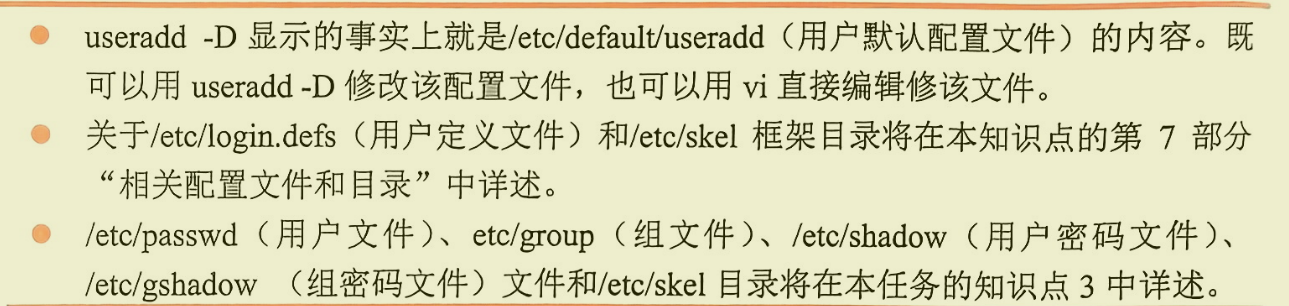 ● useradd -D 显示的事实上就是/etc/default/useradd（用户默认配置文件）的内容。既
可以用 useradd -D 修改该配置文件，也可以用 vi 直接编辑修该文件。
● 关于/etc/login.defs（用户定义文件）和/etc/skel 框架目录将在本知识点的第 7 部分
“相关配置文件和目录”中详述。
● /etc/passwd（用户文件）、etc/group（组文件）、/etc/shadow（用户密码文件）、
/etc/gshadow （组密码文件）文件和/etc/skel 目录将在本任务的知识点 3 中详述。